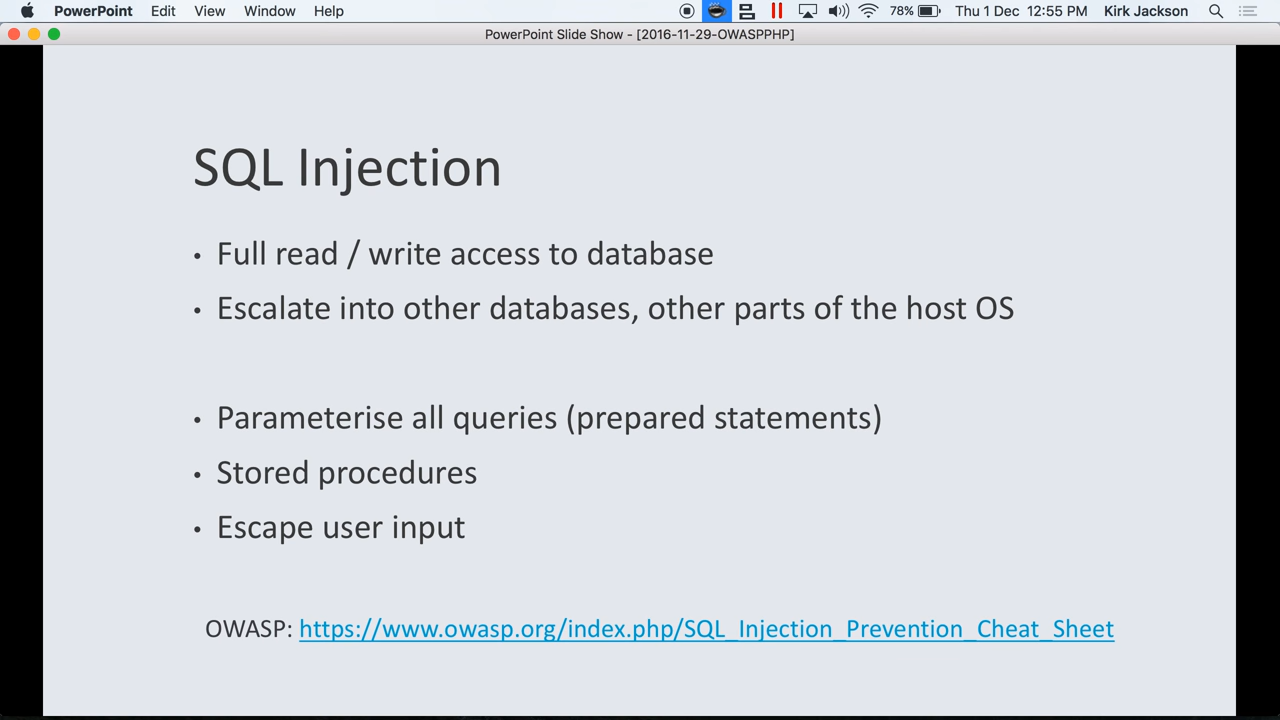 PowerPoint Edit View Window Help 78% Thu 1 Dec 12:55 PM Kirk Jackson
PowerPoint Slide Show - [2016-11-29-OWASPPHP]
SQL Injection
• Full read / write access to database
• Escalate into other databases, other parts of the host OS
• Parameterise all queries (prepared statements)
• Stored procedures
• Escape user input
OWASP: https://www.owasp.org/index.php/SQL_Injection_Prevention_Cheat_Sheet